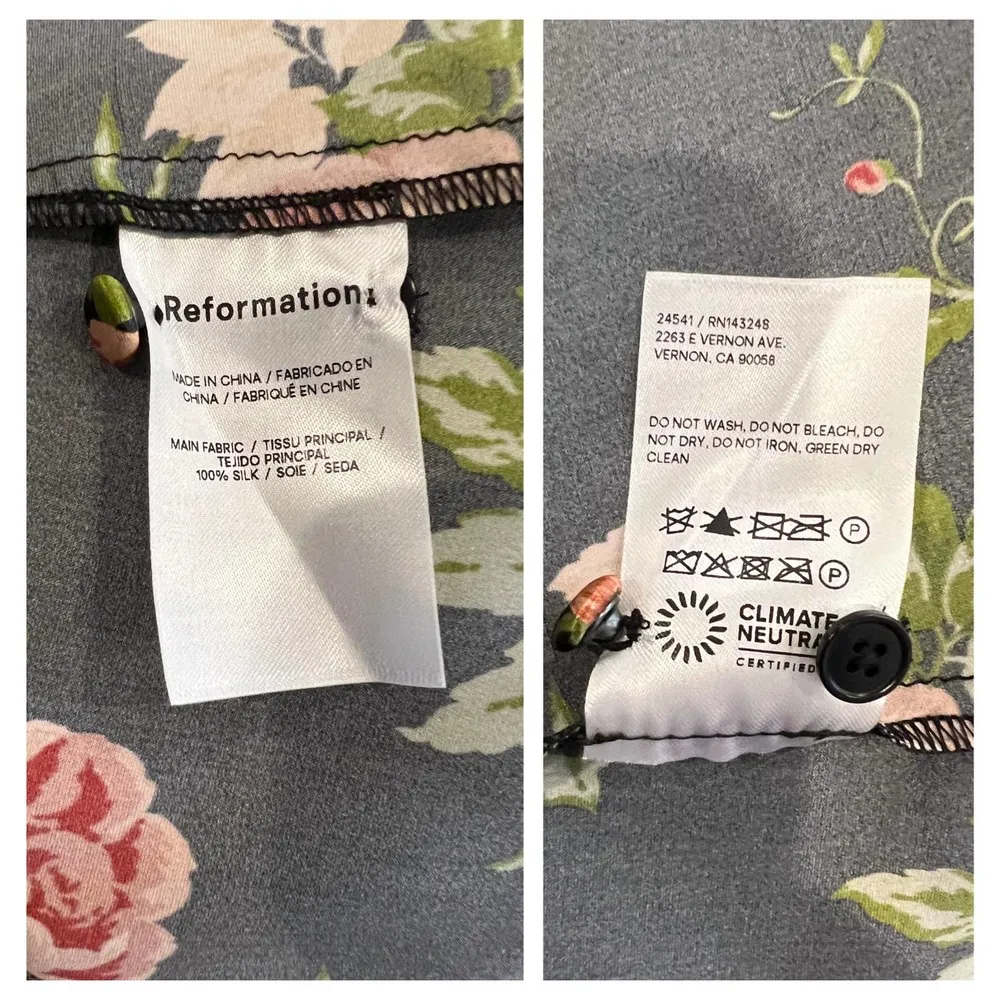 Reformation
MADE IN CHINA / FABRICADO EN
CHINA / FABRIQUÉ EN CHINE
MAIN FABRIC / TISSU PRINCIPAL /
TEJIDO PRINCIPAL
100% SILK / SOIE / SEDA
24541 / RN143248
2263 E VERNON AVE.
VERNON, CA 90058
DO NOT WASH, DO NOT BLEACH, DO
NOT DRY, DO NOT IRON, GREEN DRY
CLEAN
P
P
CLIMATE
NEUTRA
CERTIFIED